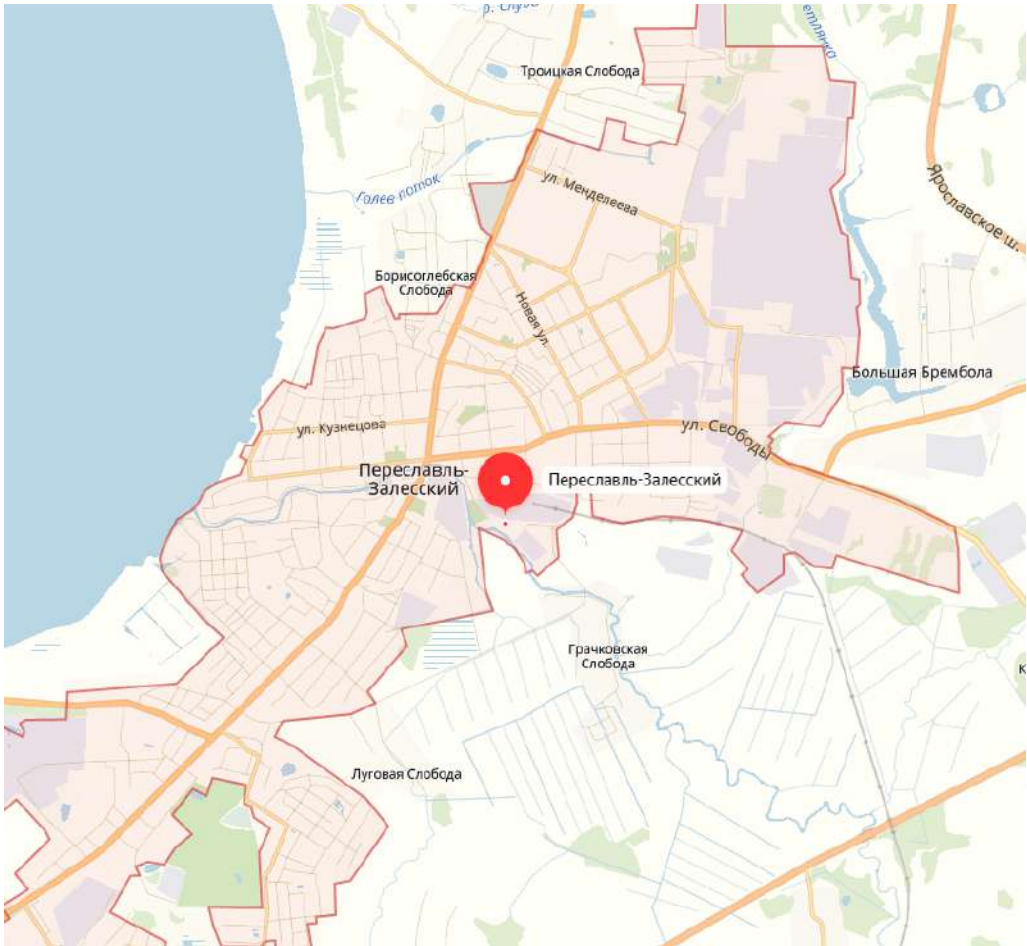 Троицкая Слобода
ул. Менделеева
Голев поток
Ярославское ш.
Борисоглебская
Слобода
Новая ул.
Большая Брембола
ул. Кузнецова
ул. Свободы
Переславль-
Залесский
Переславль-Залесский
Грачковская
Слобода
Луговая Слобода